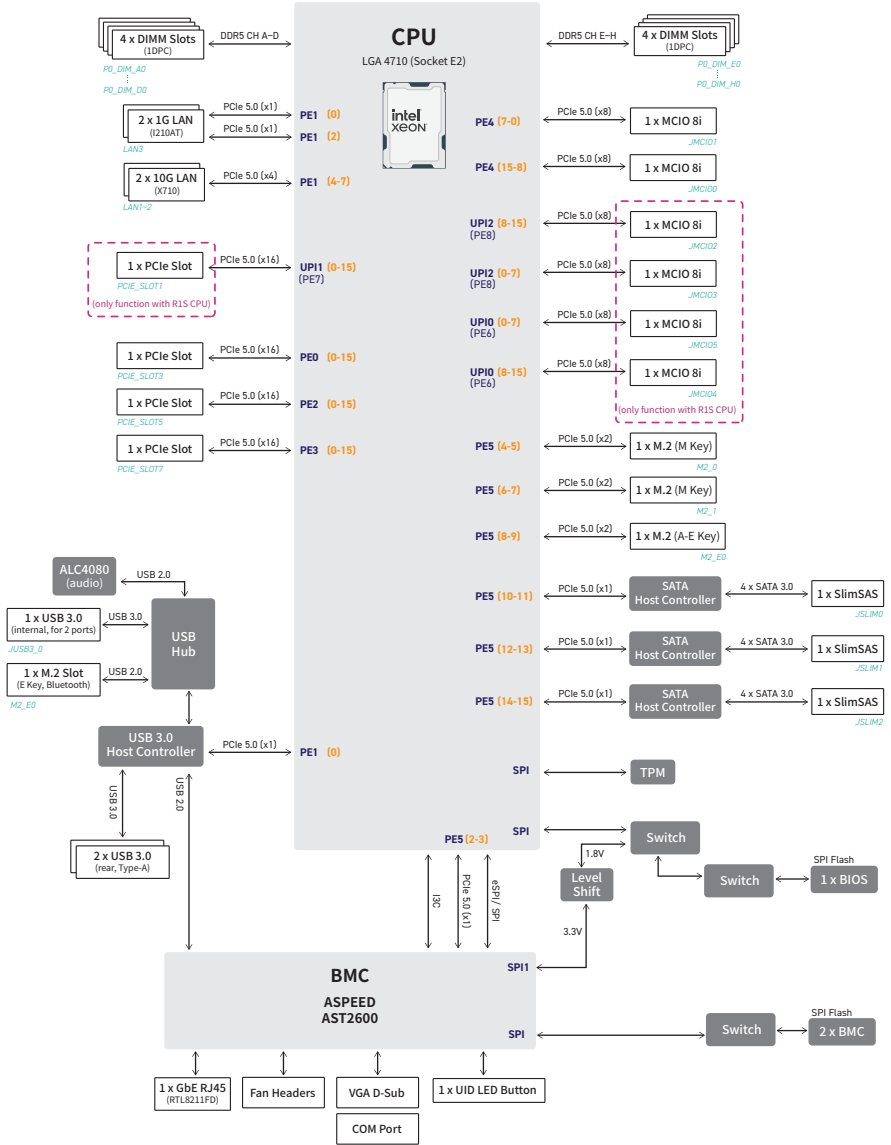 CPU
LGA 4710 (Socket E2)
intel
XEON
4 x DIMM Slots
(1DPC)
P0_DIM_A0
P0_DIM_D0
DDR5 CH A-D
DDR5 CH E-H
4 x DIMM Slots
(1DPC)
P0_DIM_E0
P0_DIM_H0
2 x 1G LAN
(I210AT)
LAN3
PCIe 5.0 (x1)
PE1 (0)
PCIe 5.0 (x1)
PE1 (2)
2 x 10G LAN
(X710)
LAN1~2
PCIe 5.0 (x4)
PE1 (4-7)
1 x PCIe Slot
PCIE_SLOT1
(only function with R1S CPU)
PCIe 5.0 (x16)
UPI1 (0-15)
(PE7)
1 x PCIe Slot
PCIE_SLOT3
PCIe 5.0 (x16)
PE0 (0-15)
1 x PCIe Slot
PCIE_SLOT5
PCIe 5.0 (x16)
PE2 (0-15)
1 x PCIe Slot
PCIE_SLOT7
PCIe 5.0 (x16)
PE3 (0-15)
PE4 (7-0)
PCIe 5.0 (x8)
1 x MCIO 8i
JMCIO1
PE4 (15-8)
PCIe 5.0 (x8)
1 x MCIO 8i
JMCIO0
UPI2 (8-15)
(PE8)
PCIe 5.0 (x8)
1 x MCIO 8i
JMCIO2
UPI2 (0-7)
(PE8)
PCIe 5.0 (x8)
1 x MCIO 8i
JMCIO3
UPI0 (0-7)
(PE6)
PCIe 5.0 (x8)
1 x MCIO 8i
JMCIO5
UPI0 (8-15)
(PE6)
PCIe 5.0 (x8)
1 x MCIO 8i
JMCIO4
(only function with R1S CPU)
PE5 (4-5)
PCIe 5.0 (x2)
1 x M.2 (M Key)
M2_0
PE5 (6-7)
PCIe 5.0 (x2)
1 x M.2 (M Key)
M2_1
PE5 (8-9)
PCIe 5.0 (x2)
1 x M.2 (A-E Key)
M2_E0
PE5 (10-11)
PCIe 5.0 (x1)
SATA
Host Controller
4 x SATA 3.0
1 x SlimSAS
JSLIM0
PE5 (12-13)
PCIe 5.0 (x1)
SATA
Host Controller
4 x SATA 3.0
1 x SlimSAS
JSLIM1
PE5 (14-15)
PCIe 5.0 (x1)
SATA
Host Controller
4 x SATA 3.0
1 x SlimSAS
JSLIM2
ALC4080
(audio)
USB 2.0
1 x USB 3.0
(internal, for 2 ports)
JUSB3_0
USB 3.0
USB
Hub
1 x M.2 Slot
(E Key, Bluetooth)
M2_E0
USB 2.0
USB 3.0
Host Controller
PCIe 5.0 (x1)
PE1 (0)
USB 3.0
USB 2.0
2 x USB 3.0
(rear, Type-A)
SPI
TPM
SPI
Switch
1.8V
Level
Shift
3.3V
Switch
SPI Flash
1 x BIOS
PE5 (2-3)
I3C
PCIe 5.0 (x1)
eSPI/ SPI
BMC
ASPEED
AST2600
SPI1
SPI
Switch
SPI Flash
2 x BMC
1 x GbE RJ45
(RTL8211FD)
Fan Headers
VGA D-Sub
1 x UID LED Button
COM Port